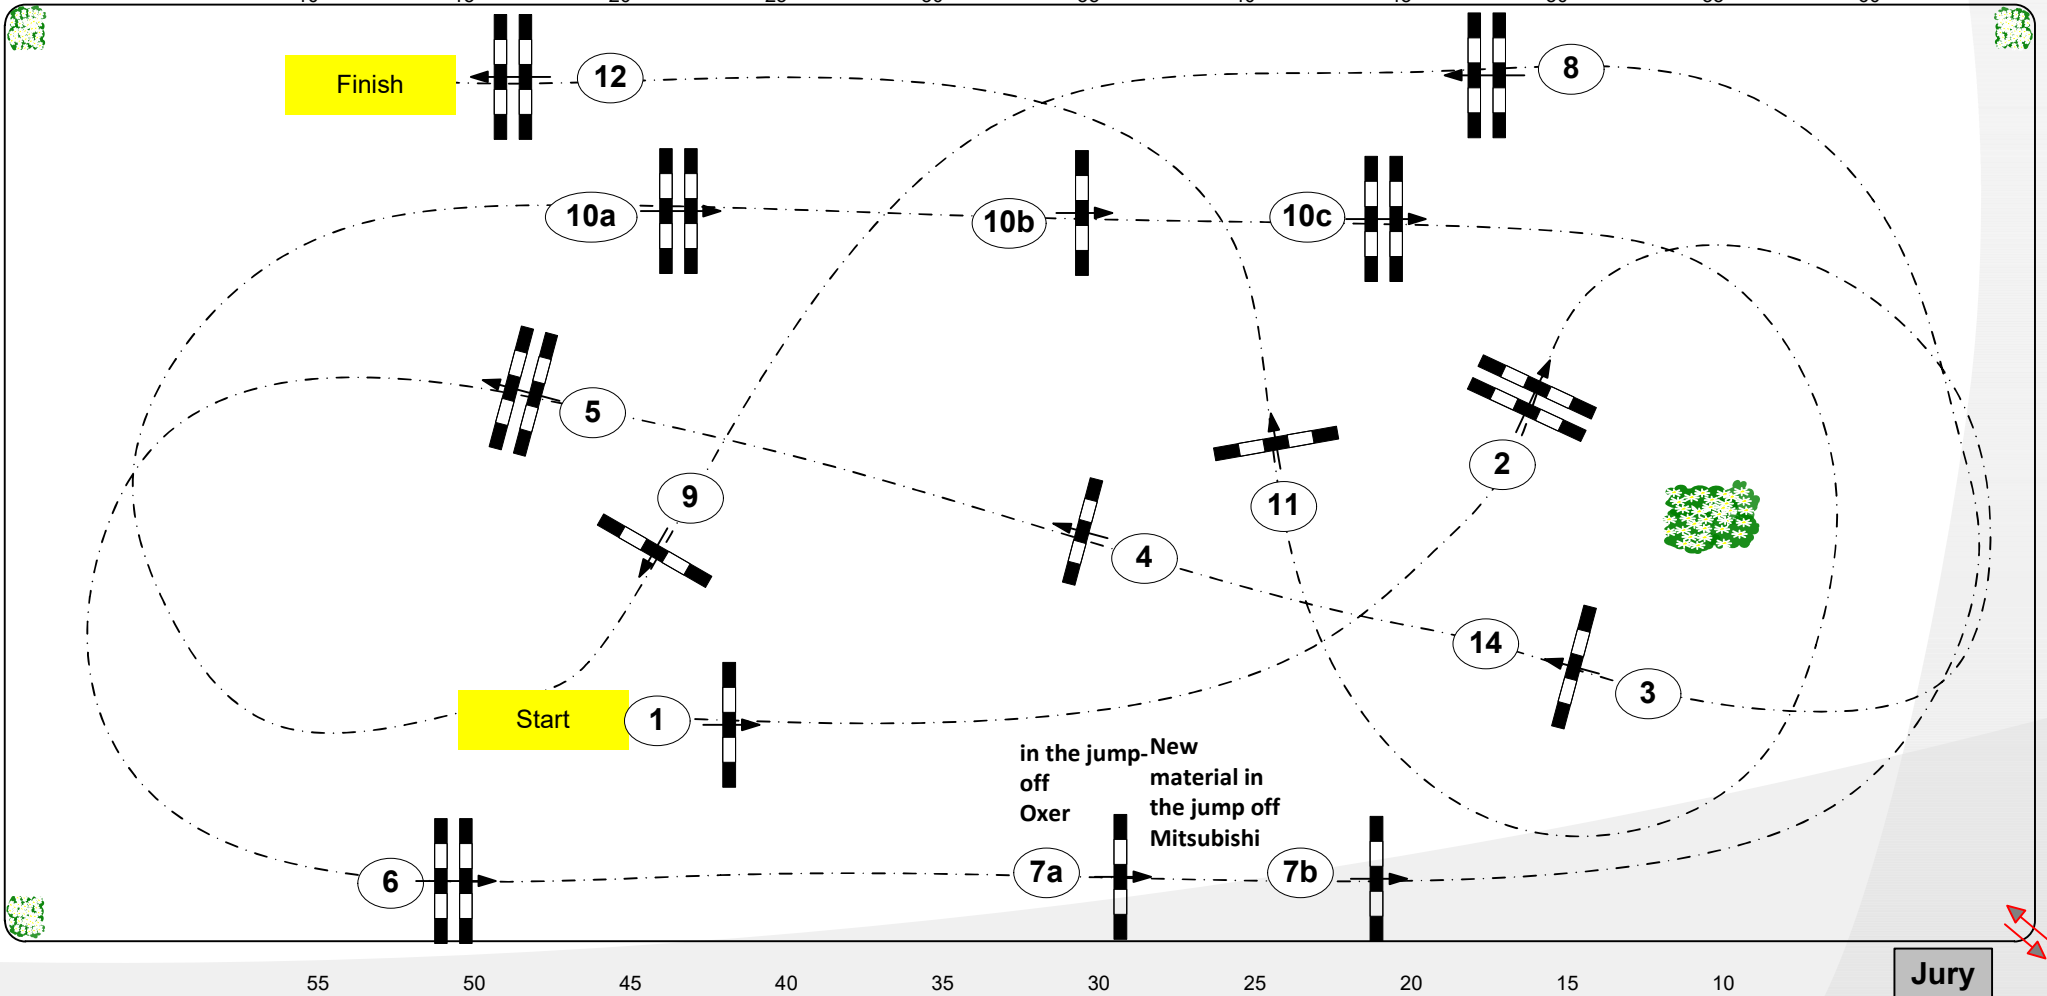 Finish
12
8
10a
10b
10c
5
2
9
11
4
14
3
Start
1
in the jump-
off
Oxer
New
material in
the jump off
Mitsubishi
6
7a
7b
55 50 45 40 35 30 25 20 15 10
Jury